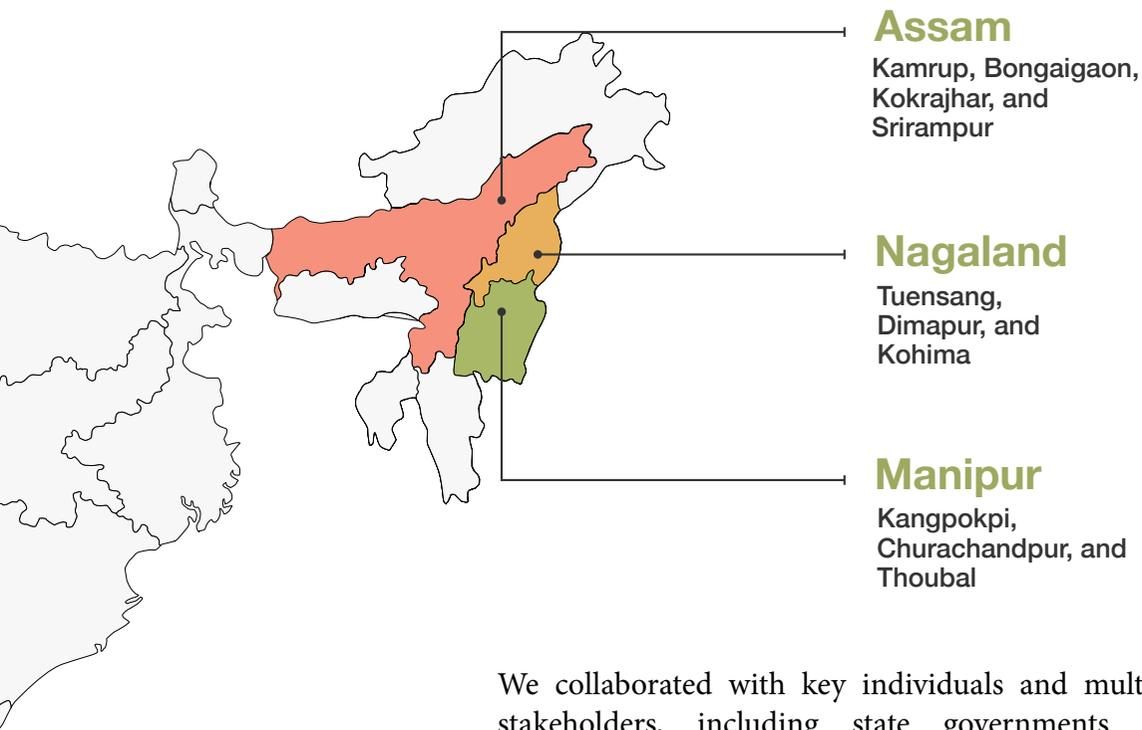 Assam
Kamrup, Bongaigaon,
Kokrajhar, and
Srirampur
Nagaland
Tuensang,
Dimapur, and
Kohima
Manipur
Kangpokpi,
Churachandpur, and
Thoubal
We collaborated with key individuals and mult
stakeholders, including state governments